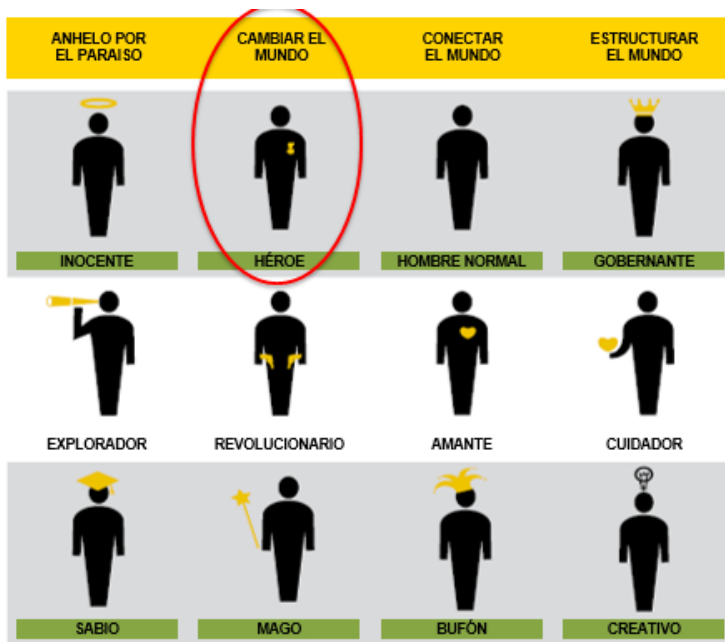 ANHELO POR
EL PARAISO
CAMBIAR EL
MUNDO
CONECTAR
EL MUNDO
ESTRUCTURAR
EL MUNDO
INOCENTE
HÉROE
HOMBRE NORMAL
GOBERNANTE
EXPLORADOR
REVOLUCIONARIO
AMANTE
CUIDADOR
SABIO
MAGO
BUFÓN
CREATIVO